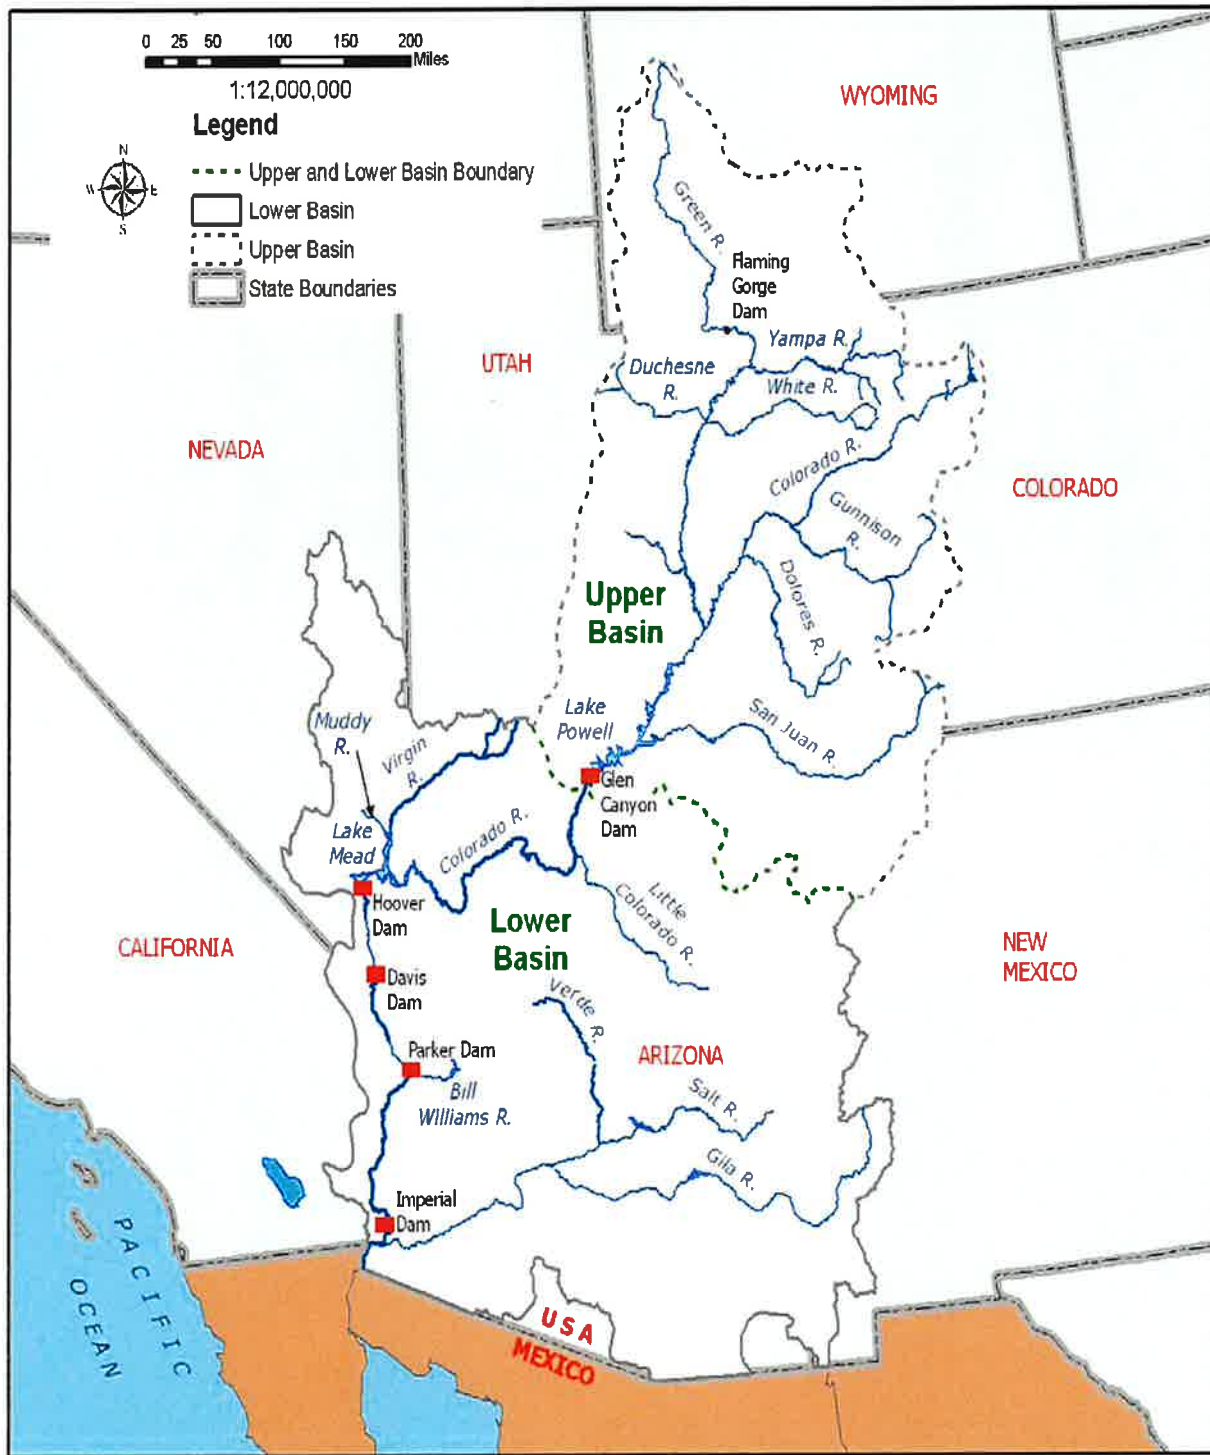 0 25 50 100 150 200
Miles
1:12,000,000
Legend
Upper and Lower Basin Boundary
Lower Basin
Upper Basin
State Boundaries
N
W E
S
WYOMING
Green R.
Flaming
Gorge
Dam
Yampa R.
UTAH
Duchesne
R.
White R.
NEVADA
Colorado R.
COLORADO
Gunnison
R.
Dolores R.
Upper
Basin
Lake
Powell
San Juan R.
Muddy
R.
Virgin
R.
Glen
Canyon
Dam
Lake
Mead
Colorado R.
Hoover
Dam
Little
Colorado R.
Lower
Basin
CALIFORNIA
NEW
MEXICO
Davis
Dam
Verde R.
Parker Dam
ARIZONA
Bill
Williams R.
Salt R.
Gila R.
Imperial
Dam
PACIFIC
OCEAN
USA
MEXICO